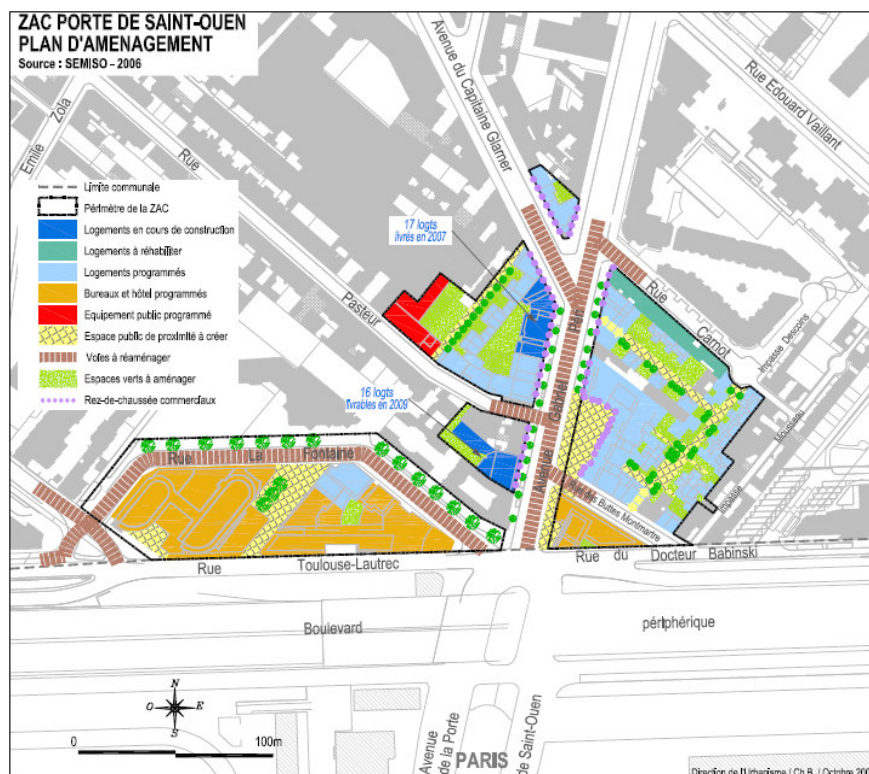 ZAC PORTE DE SAINT-OUEN
PLAN D'AMENAGEMENT
Source : SEMISO - 2006
Emile Zola
Rue
Pasteur
Avenue du Capitaine Glarner
Rue Edouard Vaillant
Limite communale
Périmètre de la ZAC
Logements en cours de construction
Logements à réhabiliter
Logements programmés
Bureaux et hôtel programmés
Equipement public programmé
Espace public de proximité à créer
Voies à réaménager
Espaces verts à aménager
Rez-de-chaussée commerciaux
17 logts
livrés en 2007
16 logts
livrables en 2009
Rue Carnot
Impasse Descoins
Impasse Mousseau
Avenue Gabriel Péri
Rue La Fontaine
Buttes Montmartre
Rue Toulouse-Lautrec
Rue du Docteur Babinski
Boulevard périphérique
N
O E
S
0 100m
Avenue
de la Porte
de Saint-Ouen
PARIS
Direction de l'Urbanisme / Ch.B. / Octobre